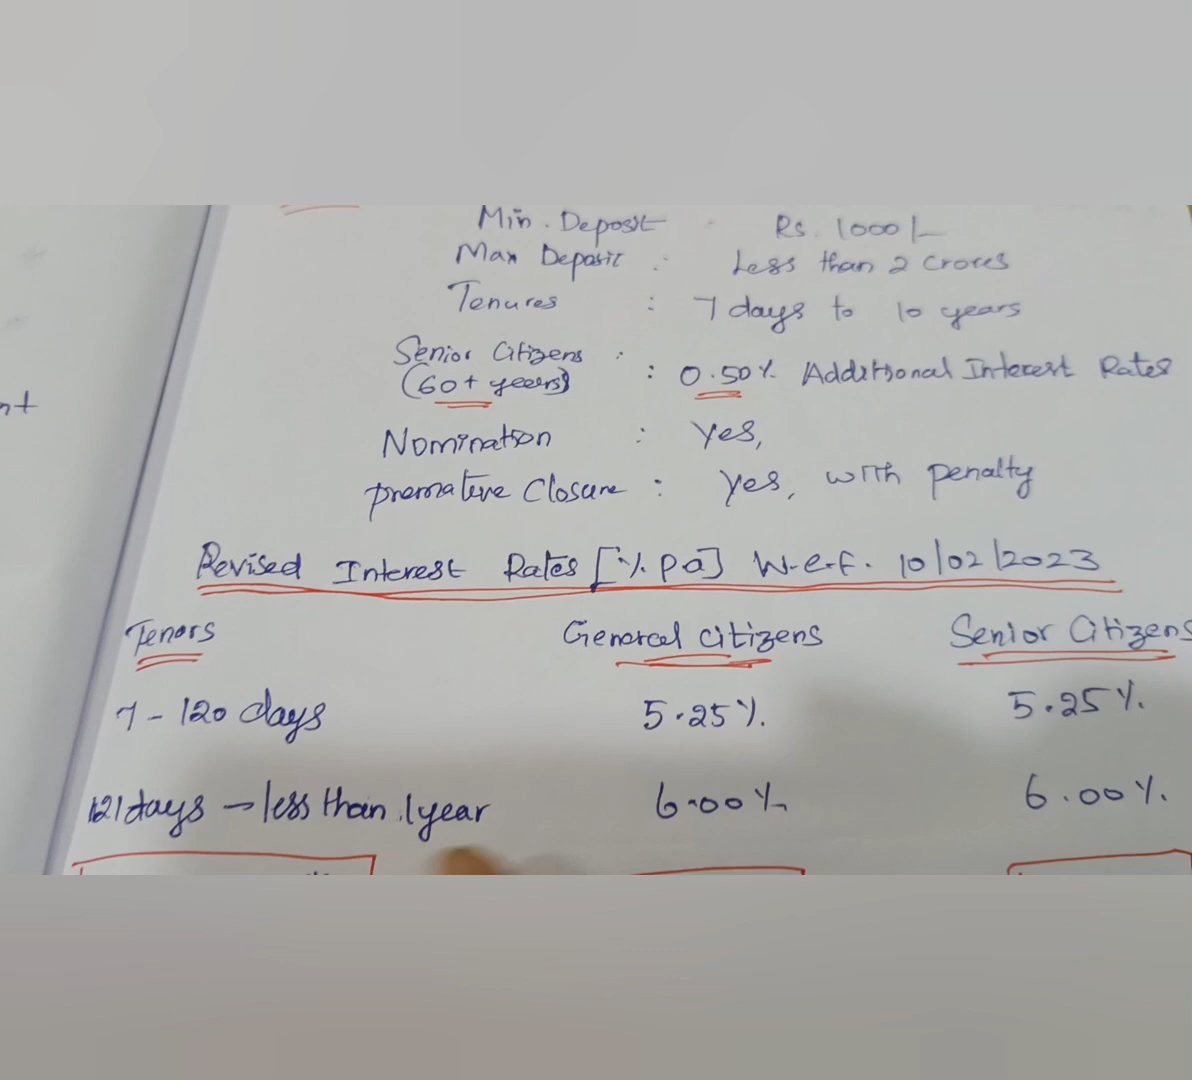 Min. Deposit - Rs. 1000/-
Max Deposit : Less than 2 crores
Tenures : 7 days to 10 years
Senior Citizens : : 0.50% Additional Interest Rates
(60+ years)
nt
Nomination : Yes,
premative Closure : Yes, with penalty
Revised Interest Rates [% pa] W.e.f. 10/02/2023
Tenors General citizens Senior Citizens
7 - 120 days 5.25% 5.25%
121 days → less than 1 year 6.00% 6.00%